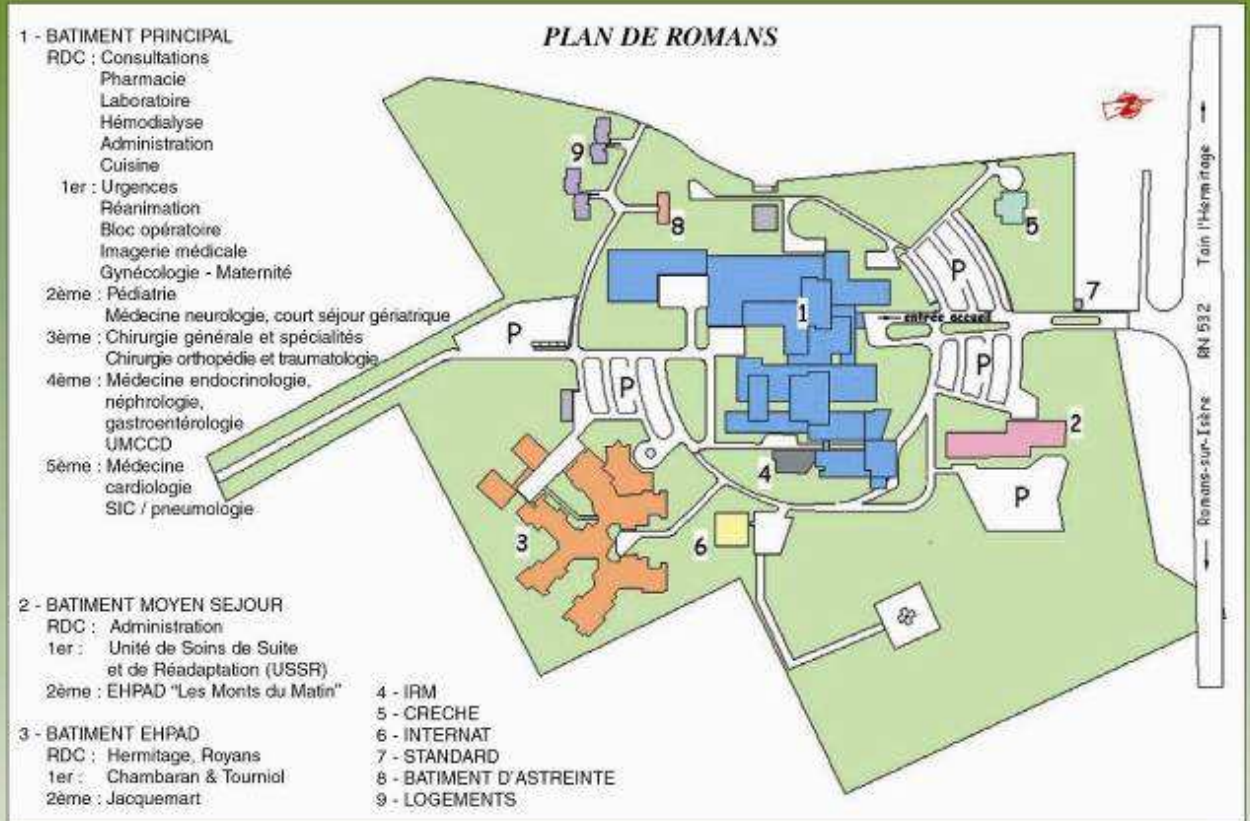 PLAN DE ROMANS
1 - BATIMENT PRINCIPAL
RDC : Consultations
Pharmacie
Laboratoire
Hémodialyse
Administration
Cuisine
1er : Urgences
Réanimation
Bloc opératoire
Imagerie médicale
Gynécologie - Maternité
2ème : Pédiatrie
Médecine neurologie, court séjour gériatrique
3ème : Chirurgie générale et spécialités
Chirurgie orthopédie et traumatologie
4ème : Médecine endocrinologie,
néphrologie,
gastroentérologie
UMCCD
5ème : Médecine
cardiologie
SIC / pneumologie
2 - BATIMENT MOYEN SEJOUR
RDC : Administration
1er : Unité de Soins de Suite
et de Réadaptation (USSR)
2ème : EHPAD "Les Monts du Matin"
3 - BATIMENT EHPAD
RDC : Hermitage, Royans
1er : Chambaran & Tourniol
2ème : Jacquemart
4 - IRM
5 - CRECHE
6 - INTERNAT
7 - STANDARD
8 - BATIMENT D'ASTREINTE
9 - LOGEMENTS
9
8
5
P
7
1
entrée accueil
P
P
P
2
4
P
3
6
Romans-sur-Isère RN 532 Tain l'Hermitage